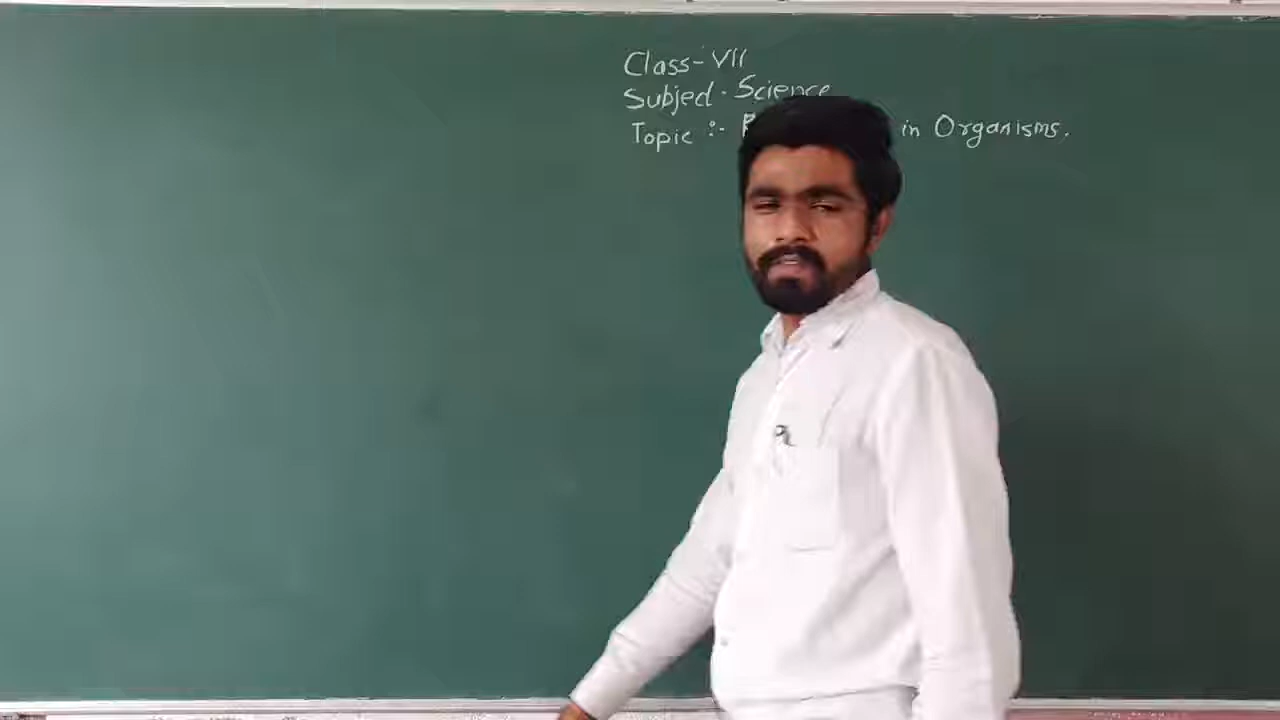 Class- VII
Subject - Science
Topic :- in Organisms.